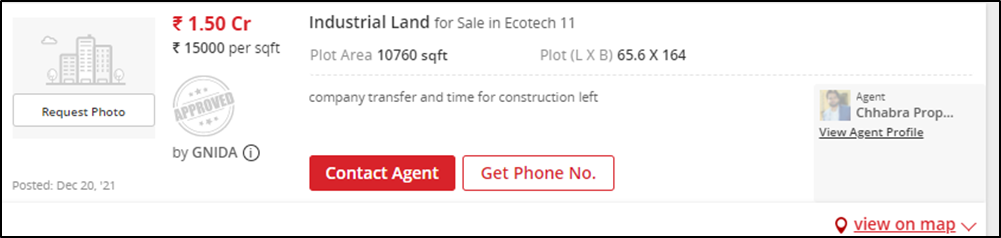 ₹ 1.50 Cr
₹ 15000 per sqft
Request Photo
APPROVED
by GNIDA
Posted: Dec 20, '21
Industrial Land for Sale in Ecotech 11
Plot Area 10760 sqft Plot (L X B) 65.6 X 164
company transfer and time for construction left
Contact Agent Get Phone No.
Agent
Chhabra Prop...
View Agent Profile
view on map